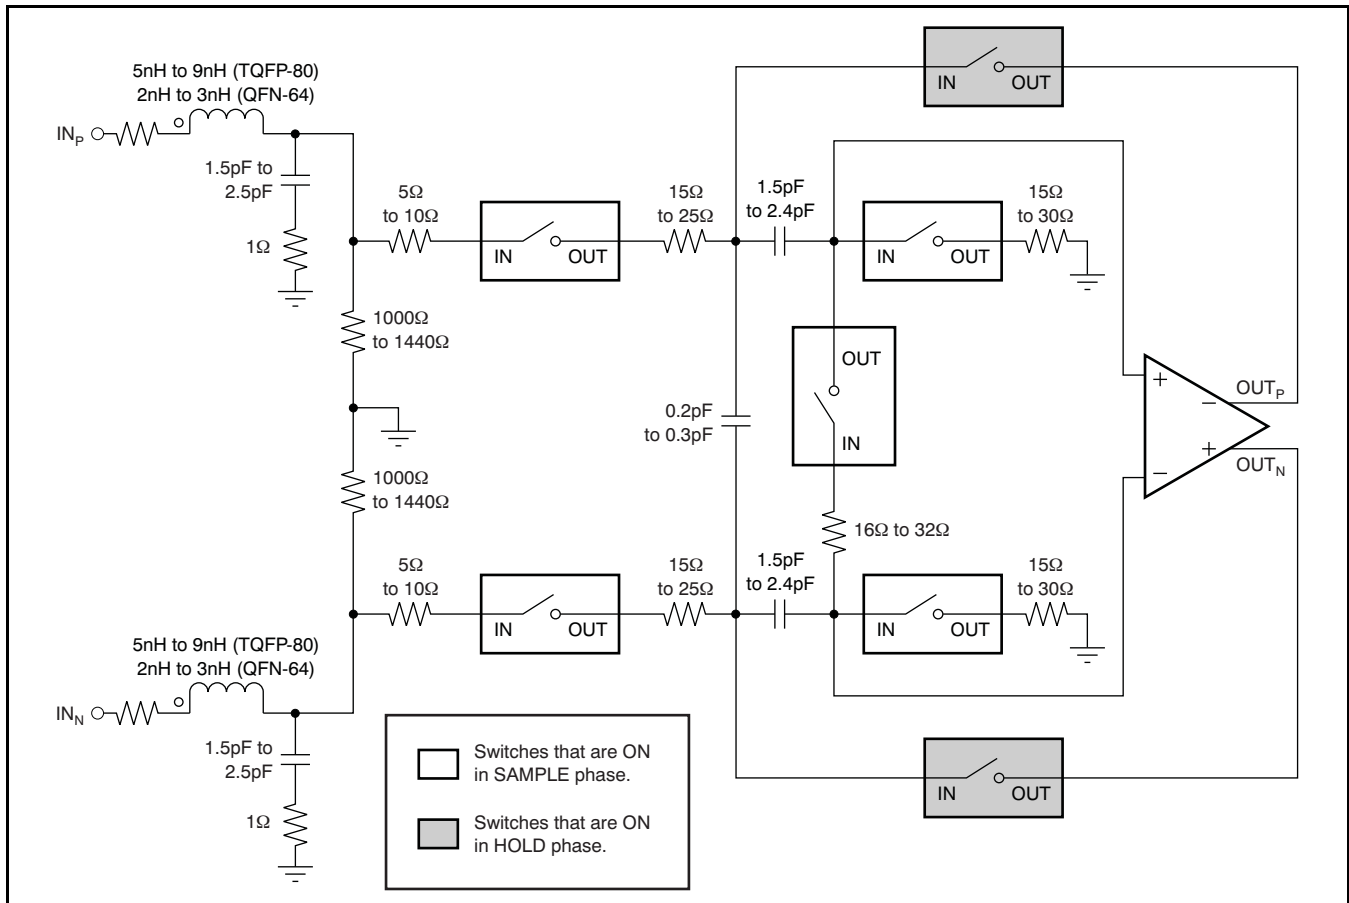 5nH to 9nH (TQFP-80)
2nH to 3nH (QFN-64)
INP
1.5pF to
2.5pF
1Ω
5Ω
to 10Ω
IN OUT
15Ω
to 25Ω
1.5pF
to 2.4pF
IN OUT
15Ω
to 30Ω
IN OUT
1000Ω
to 1440Ω
1000Ω
to 1440Ω
0.2pF
to 0.3pF
OUT
IN
16Ω to 32Ω
+
−
−
+
OUTP
OUTN
5Ω
to 10Ω
IN OUT
15Ω
to 25Ω
1.5pF
to 2.4pF
IN OUT
15Ω
to 30Ω
5nH to 9nH (TQFP-80)
2nH to 3nH (QFN-64)
INN
1.5pF to
2.5pF
1Ω
IN OUT
Switches that are ON
in SAMPLE phase.
Switches that are ON
in HOLD phase.